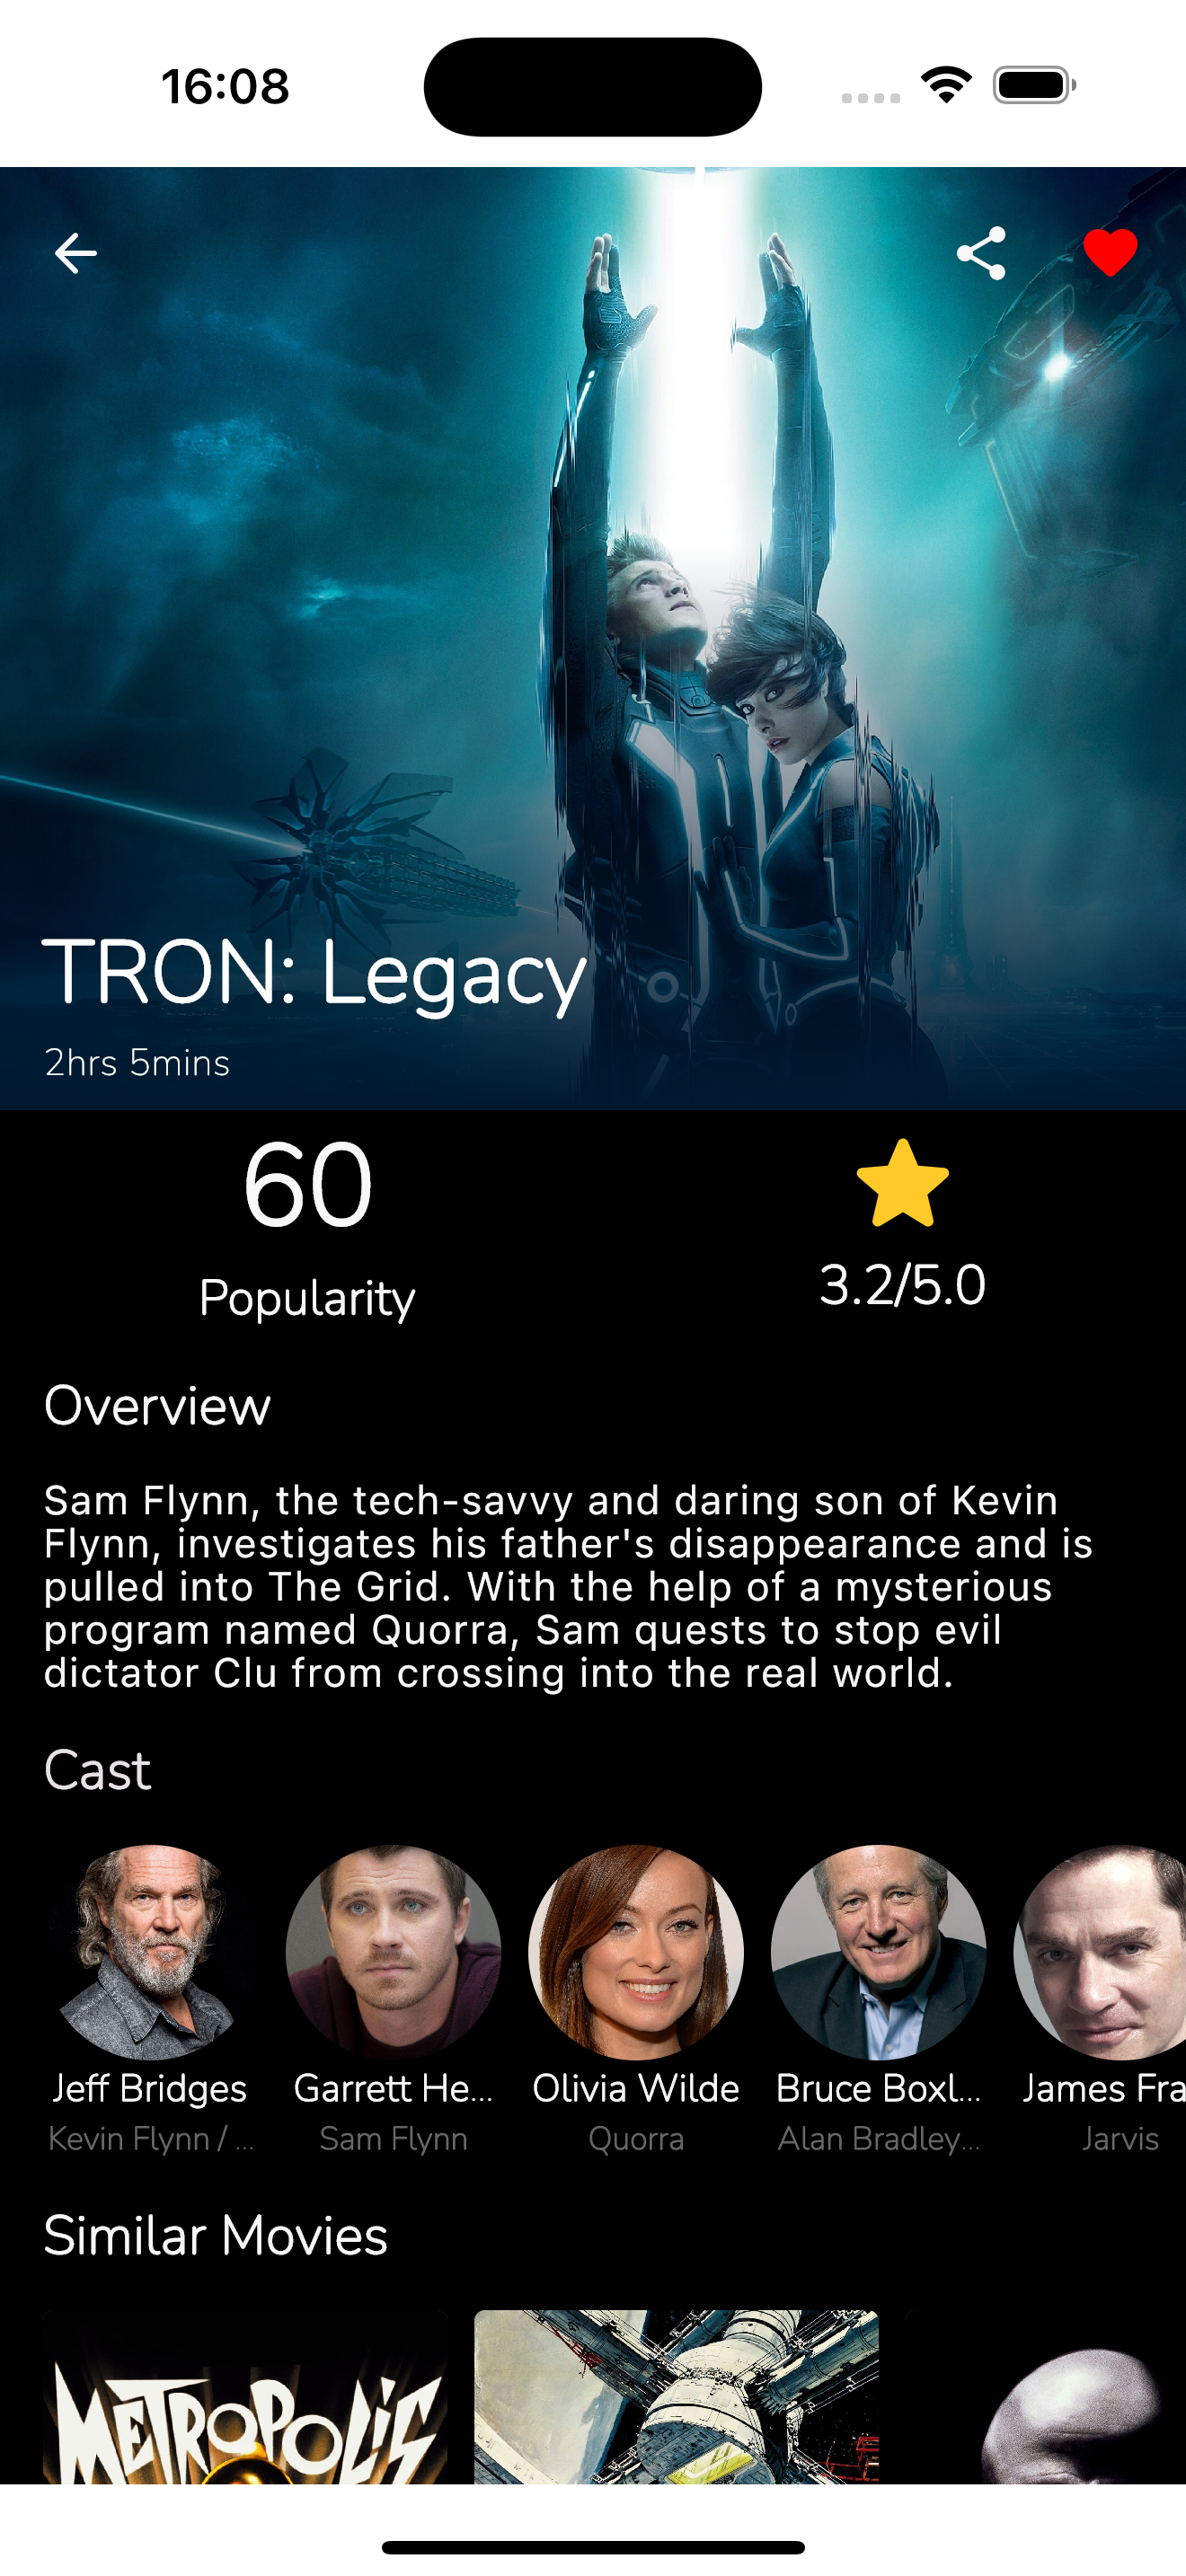 16:08
TRON: Legacy
2hrs 5mins
60
Popularity
3.2/5.0
Overview
Sam Flynn, the tech-savvy and daring son of Kevin
Flynn, investigates his father's disappearance and is
pulled into The Grid. With the help of a mysterious
program named Quorra, Sam quests to stop evil
dictator Clu from crossing into the real world.
Cast
Jeff Bridges Garrett He... Olivia Wilde Bruce Boxl... James Fra
Kevin Flynn / ... Sam Flynn Quorra Alan Bradley... Jarvis
Similar Movies
METROPOLIS